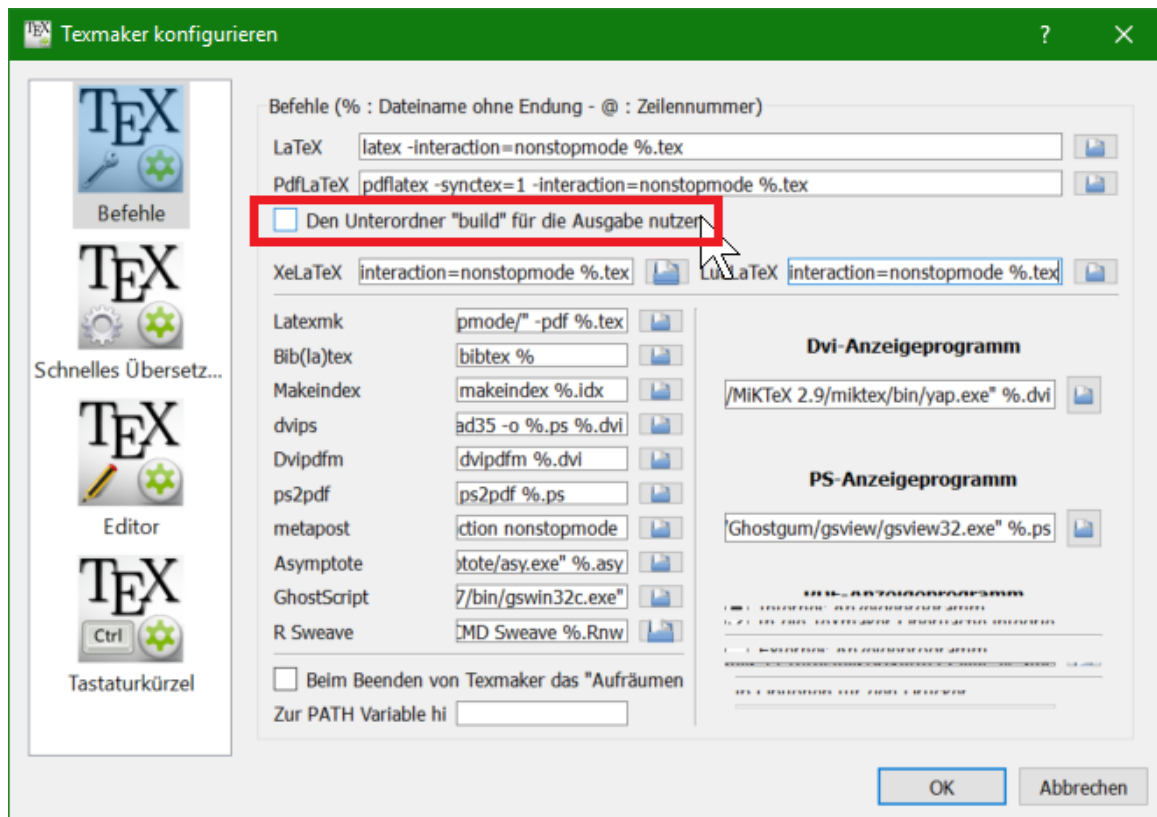 Texmaker konfigurieren
Befehle (% : Dateiname ohne Endung - @ : Zeilennummer)
LaTeX latex -interaction=nonstopmode %.tex
PdfLaTeX pdflatex -synctex=1 -interaction=nonstopmode %.tex
Den Unterordner "build" für die Ausgabe nutzen
XeLaTeX interaction=nonstopmode %.tex LuaLaTeX interaction=nonstopmode %.tex
Latexmk pmode/" -pdf %.tex
Bib(la)tex bibtex %
Makeindex makeindex %.idx
dvips ad35 -o %.ps %.dvi
Dvipdfm dvipdfm %.dvi
ps2pdf ps2pdf %.ps
metapost ction nonstopmode
Asymptote ptote/asy.exe" %.asy
GhostScript 7/bin/gswin32c.exe"
R Sweave CMD Sweave %.Rnw
Beim Beenden von Texmaker das "Aufräumen
Zur PATH Variable hi
Dvi-Anzeigeprogramm
/MiKTeX 2.9/miktex/bin/yap.exe" %.dvi
PS-Anzeigeprogramm
'Ghostgum/gsview/gsview32.exe" %.ps
TEX
Befehle
TEX
Schnelles Übersetz...
TEX
Editor
TEX
Ctrl
Tastaturkürzel
OK Abbrechen